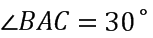 ∠BAC = 30°